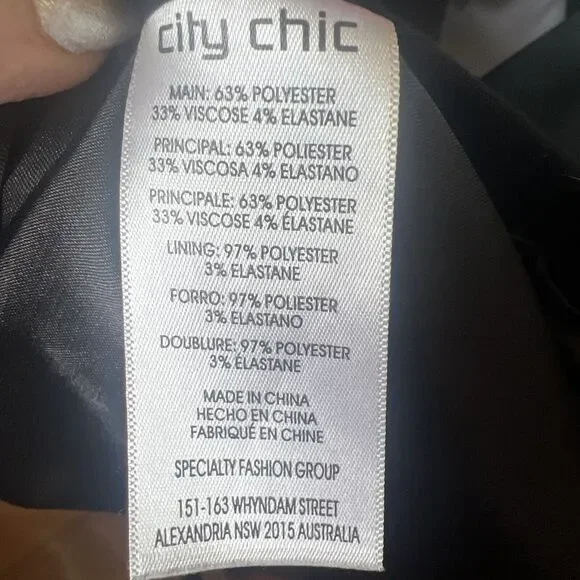 city chic
MAIN: 63% POLYESTER
33% VISCOSE 4% ELASTANE
PRINCIPAL: 63% POLIESTER
33% VISCOSA 4% ELASTANO
PRINCIPALE: 63% POLYESTER
33% VISCOSE 4% ÉLASTANE
LINING: 97% POLYESTER
3% ELASTANE
FORRO: 97% POLIESTER
3% ELASTANO
DOUBLURE: 97% POLYESTER
3% ÉLASTANE
MADE IN CHINA
HECHO EN CHINA
FABRIQUÉ EN CHINE
SPECIALTY FASHION GROUP
151-163 WHYNDAM STREET
ALEXANDRIA NSW 2015 AUSTRALIA